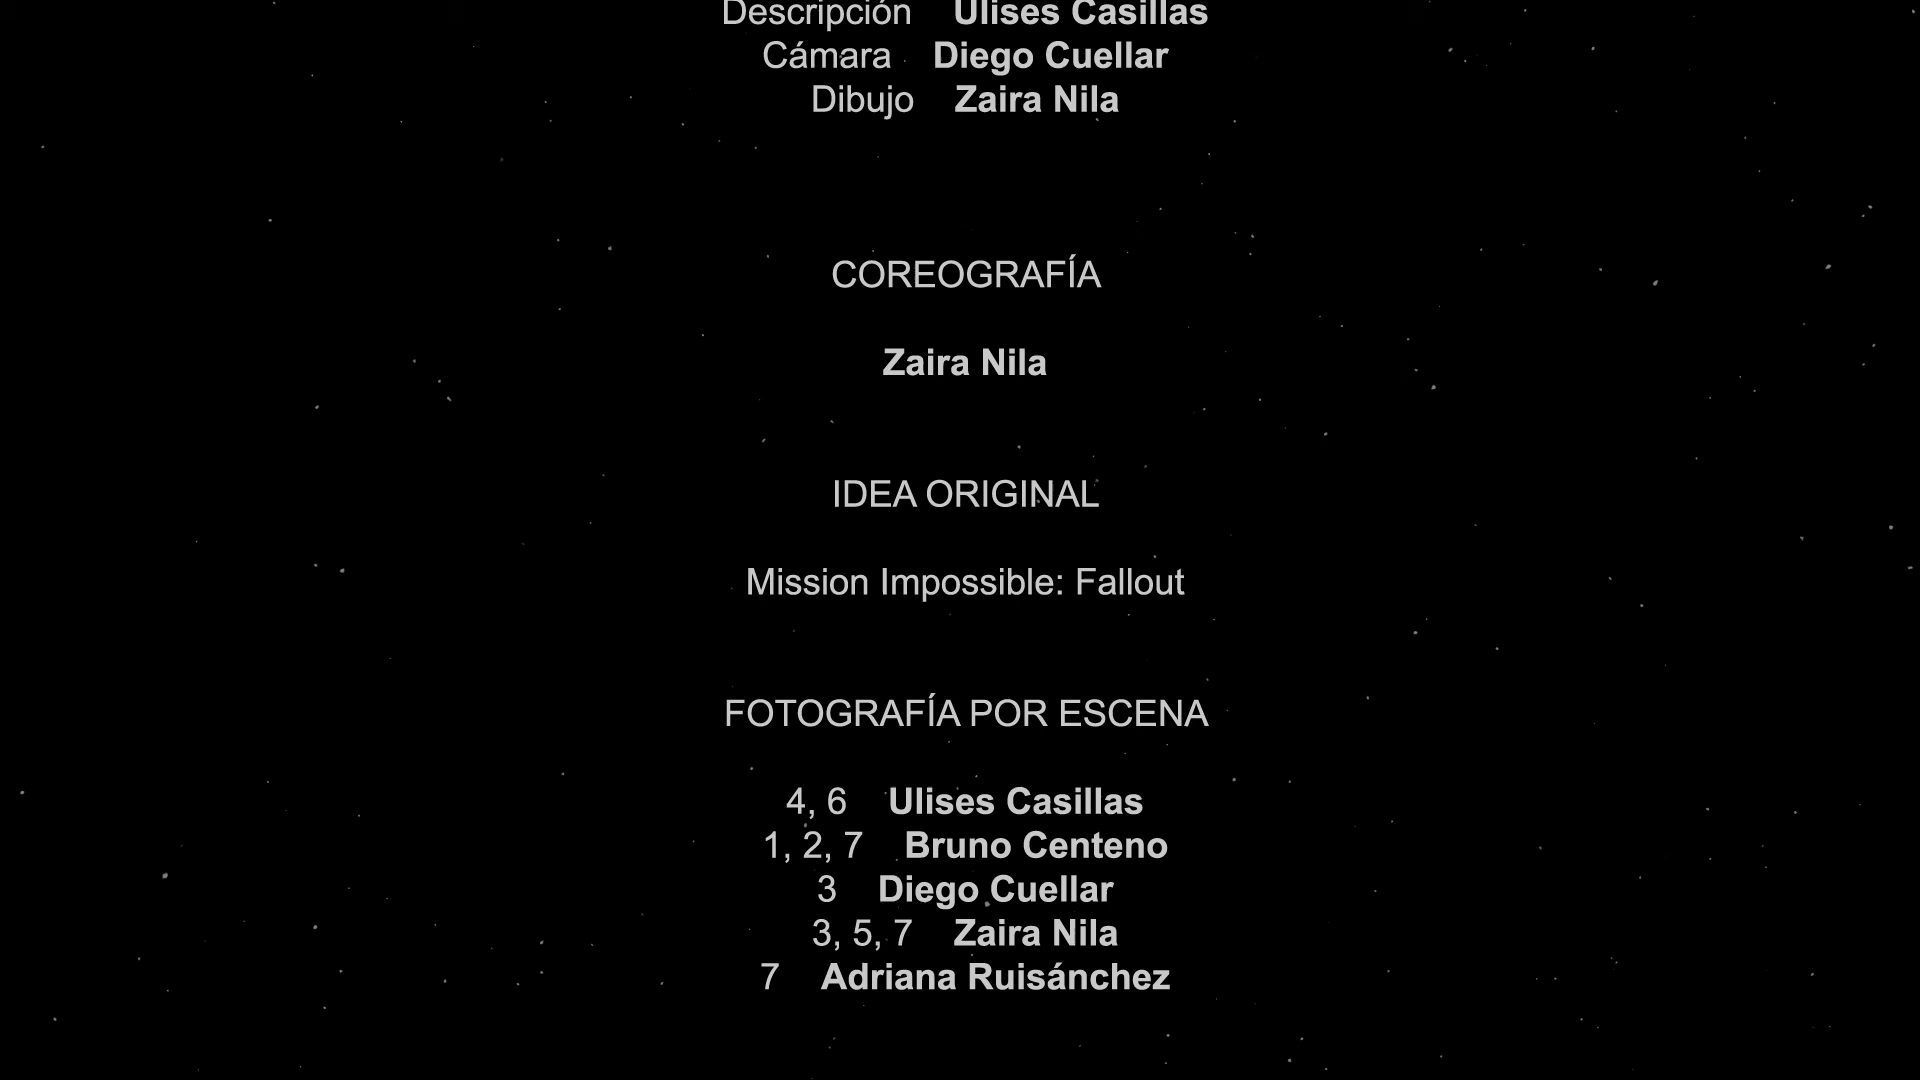 Descripción Ulises Casillas
Cámara Diego Cuellar
Dibujo Zaira Nila
COREOGRAFÍA
Zaira Nila
IDEA ORIGINAL
Mission Impossible: Fallout
FOTOGRAFÍA POR ESCENA
4, 6 Ulises Casillas
1, 2, 7 Bruno Centeno
3 Diego Cuellar
3, 5, 7 Zaira Nila
7 Adriana Ruisánchez